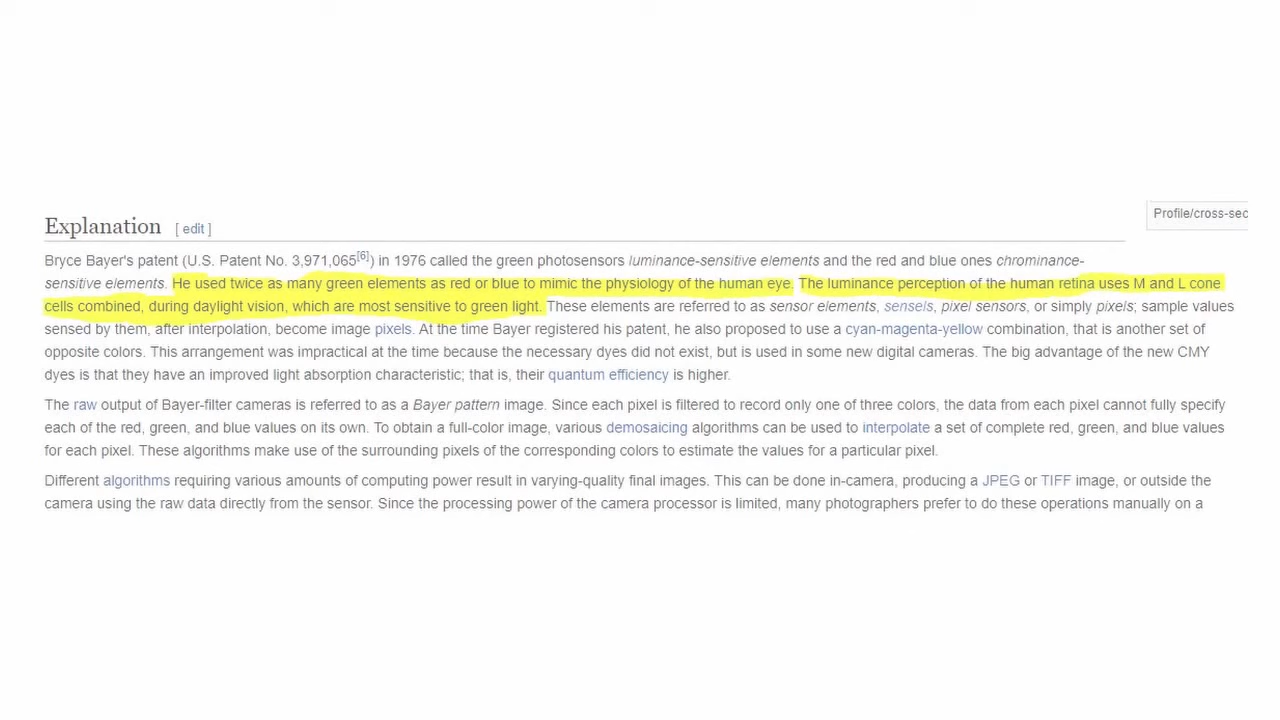 Profile/cross-sec
Explanation [ edit ]
Bryce Bayer's patent (U.S. Patent No. 3,971,065[6]) in 1976 called the green photosensors luminance-sensitive elements and the red and blue ones chrominance-
sensitive elements. He used twice as many green elements as red or blue to mimic the physiology of the human eye. The luminance perception of the human retina uses M and L cone
cells combined, during daylight vision, which are most sensitive to green light. These elements are referred to as sensor elements, sensels, pixel sensors, or simply pixels; sample values
sensed by them, after interpolation, become image pixels. At the time Bayer registered his patent, he also proposed to use a cyan-magenta-yellow combination, that is another set of
opposite colors. This arrangement was impractical at the time because the necessary dyes did not exist, but is used in some new digital cameras. The big advantage of the new CMY
dyes is that they have an improved light absorption characteristic; that is, their quantum efficiency is higher.
The raw output of Bayer-filter cameras is referred to as a Bayer pattern image. Since each pixel is filtered to record only one of three colors, the data from each pixel cannot fully specify
each of the red, green, and blue values on its own. To obtain a full-color image, various demosaicing algorithms can be used to interpolate a set of complete red, green, and blue values
for each pixel. These algorithms make use of the surrounding pixels of the corresponding colors to estimate the values for a particular pixel.
Different algorithms requiring various amounts of computing power result in varying-quality final images. This can be done in-camera, producing a JPEG or TIFF image, or outside the
camera using the raw data directly from the sensor. Since the processing power of the camera processor is limited, many photographers prefer to do these operations manually on a